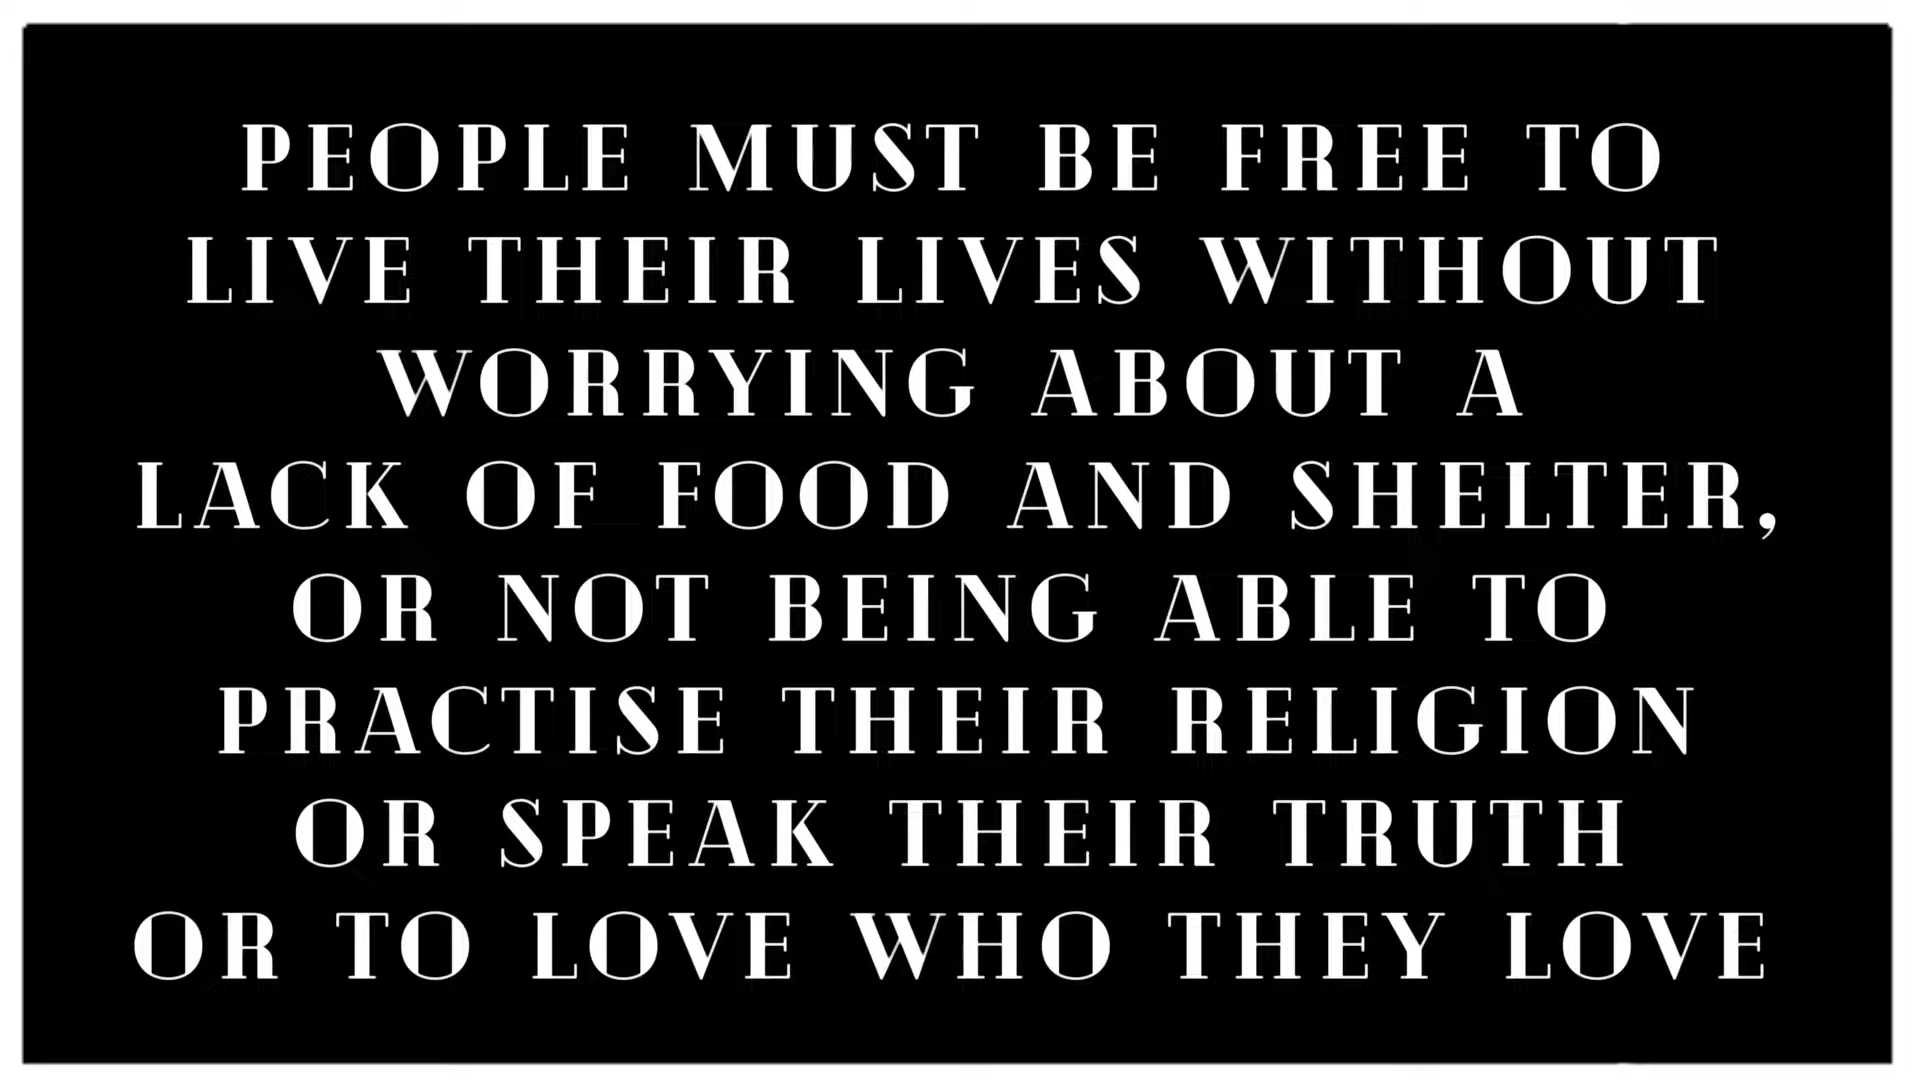 PEOPLE MUST BE FREE TO
LIVE THEIR LIVES WITHOUT
WORRYING ABOUT A
LACK OF FOOD AND SHELTER,
OR NOT BEING ABLE TO
PRACTISE THEIR RELIGION
OR SPEAK THEIR TRUTH
OR TO LOVE WHO THEY LOVE